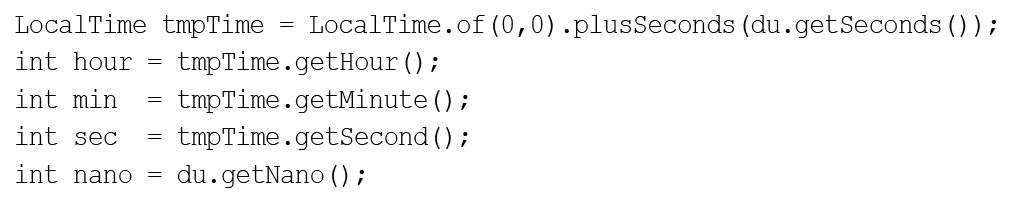 LocalTime tmpTime = LocalTime.of(0,0).plusSeconds(du.getSeconds());
int hour = tmpTime.getHour();
int min  = tmpTime.getMinute();
int sec  = tmpTime.getSecond();
int nano = du.getNano();